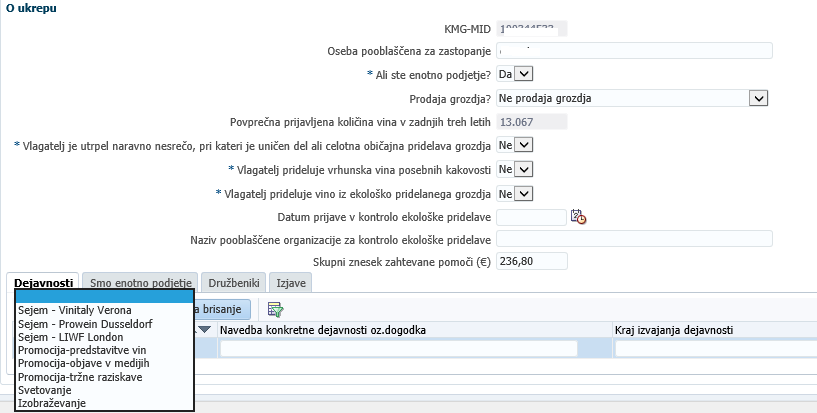 O ukrepu
KMG-MID
Oseba pooblaščena za zastopanje
* Ali ste enotno podjetje? Da
Prodaja grozdja? Ne prodaja grozdja
Povprečna prijavljena količina vina v zadnjih treh letih 13.067
* Vlagatelj je utrpel naravno nesrečo, pri kateri je uničen del ali celotna običajna pridelava grozdja Ne
* Vlagatelj prideluje vrhunska vina posebnih kakovosti Ne
* Vlagatelj prideluje vino iz ekološko pridelanega grozdja Ne
Datum prijave v kontrolo ekološke pridelave
Naziv pooblaščene organizacije za kontrolo ekološke pridelave
Skupni znesek zahtevane pomoči (€) 236,80
Dejavnosti Smo enotno podjetje Družbeniki Izjave
a brisanje
Navedba konkretne dejavnosti oz.dogodka Kraj izvajanja dejavnosti
Sejem - Vinitaly Verona
Sejem - Prowein Dusseldorf
Sejem - LIWF London
Promocija-predstavitve vin
Promocija-objave v medijih
Promocija-tržne raziskave
Svetovanje
Izobraževanje